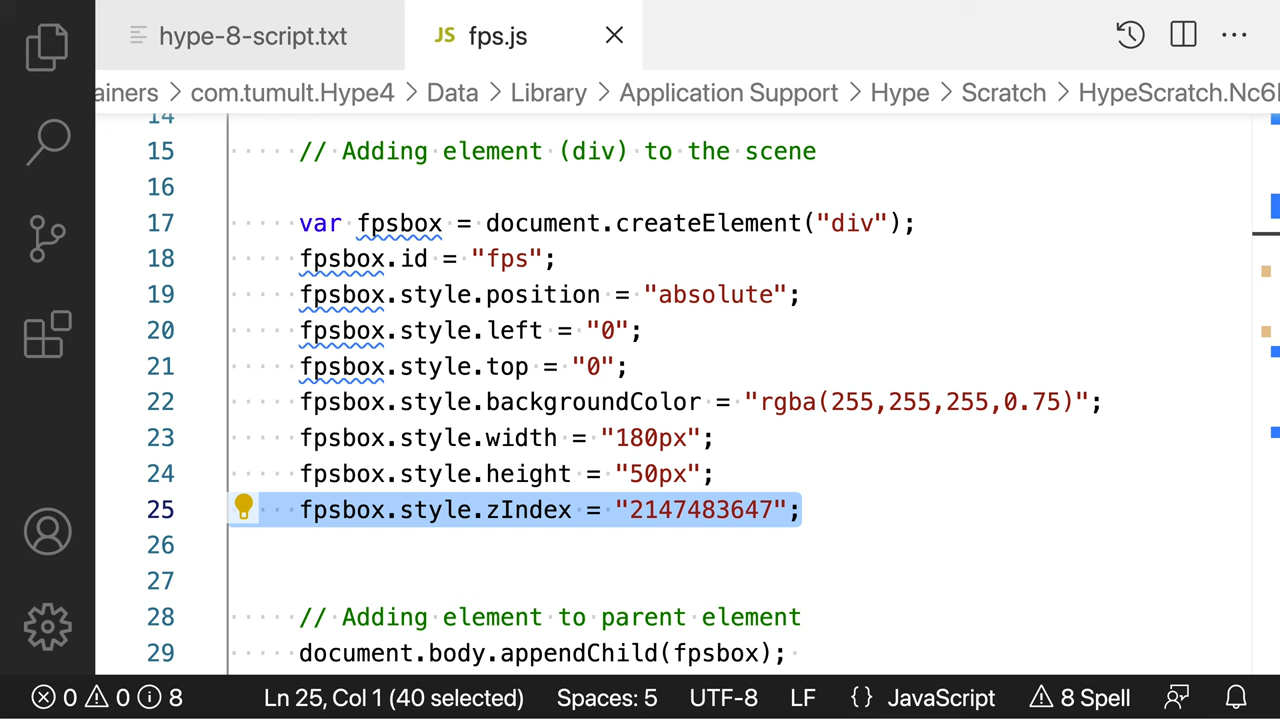 hype-8-script.txt
JS fps.js
ainers > com.tumult.Hype4 > Data > Library > Application Support > Hype > Scratch > HypeScratch.Nc6
14
15 // Adding element (div) to the scene
16
17 var fpsbox = document.createElement("div");
18 fpsbox.id = "fps";
19 fpsbox.style.position = "absolute";
20 fpsbox.style.left = "0";
21 fpsbox.style.top = "0";
22 fpsbox.style.backgroundColor = "rgba(255,255,255,0.75)";
23 fpsbox.style.width = "180px";
24 fpsbox.style.height = "50px";
25 fpsbox.style.zIndex = "2147483647";
26
27
28 // Adding element to parent element
29 document.body.appendChild(fpsbox);
0 0 8 Ln 25, Col 1 (40 selected) Spaces: 5 UTF-8 LF {} JavaScript 8 Spell